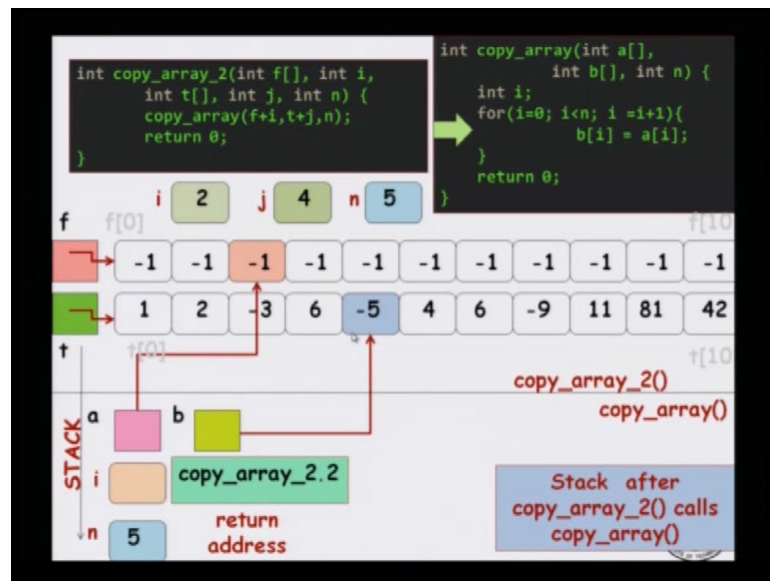 int copy_array_2(int f[], int i,
int t[], int j, int n) {
copy_array(f+i,t+j,n);
return 0;
}
int copy_array(int a[],
int b[], int n) {
int i;
for(i=0; i<n; i =i+1){
b[i] = a[i];
}
return 0;
}
i 2 j 4 n 5
f f[0] f[10
-1 -1 -1 -1 -1 -1 -1 -1 -1 -1 -1
1 2 -3 6 -5 4 6 -9 11 81 42
t t[0] t[10
copy_array_2()
copy_array()
STACK
a b
i copy_array_2.2
return
address
n 5
Stack after
copy_array_2() calls
copy_array()